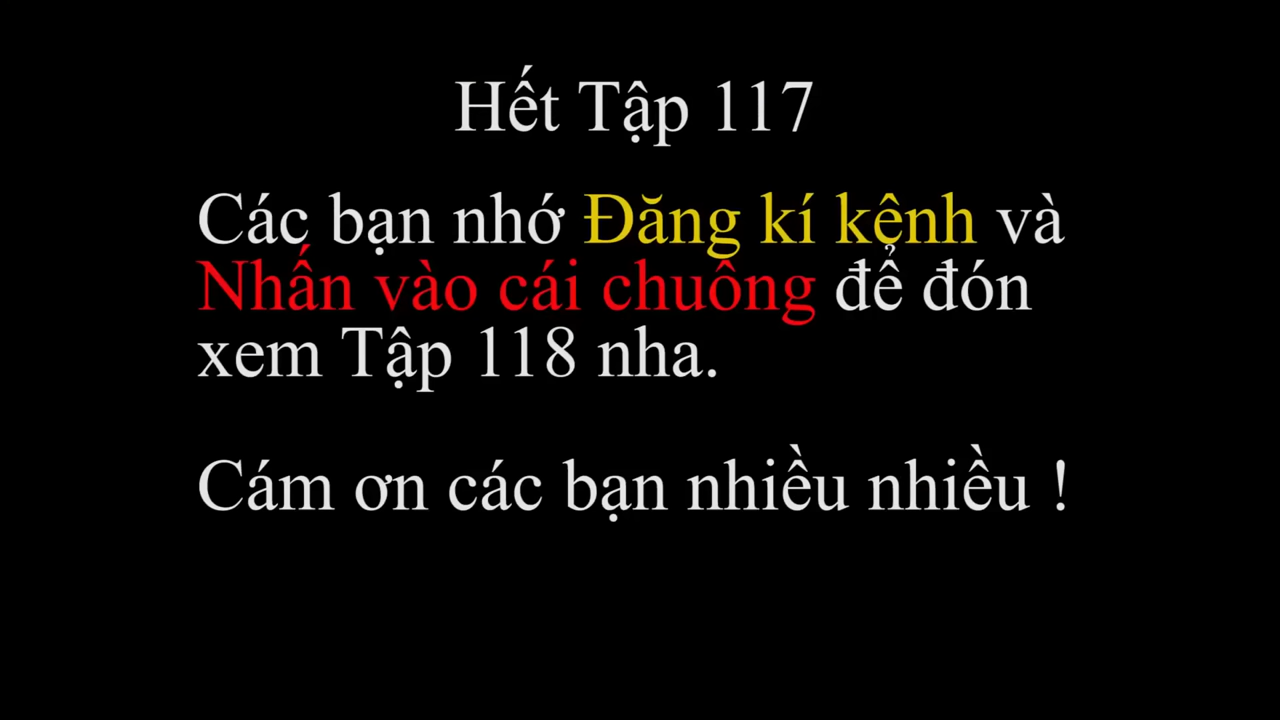 Hết Tập 117
Các bạn nhớ Đăng kí kênh và
Nhấn vào cái chuông để đón
xem Tập 118 nha.
Cám ơn các bạn nhiều nhiều !